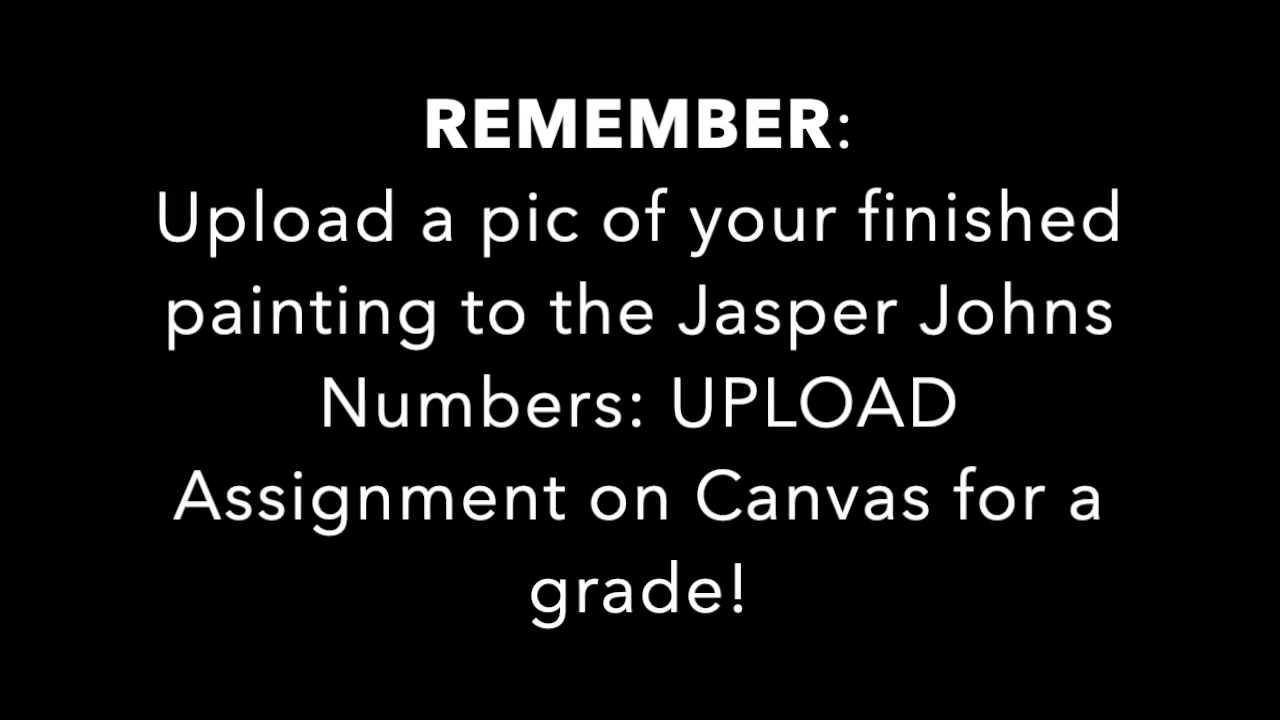 REMEMBER:
Upload a pic of your finished
painting to the Jasper Johns
Numbers: UPLOAD
Assignment on Canvas for a
grade!